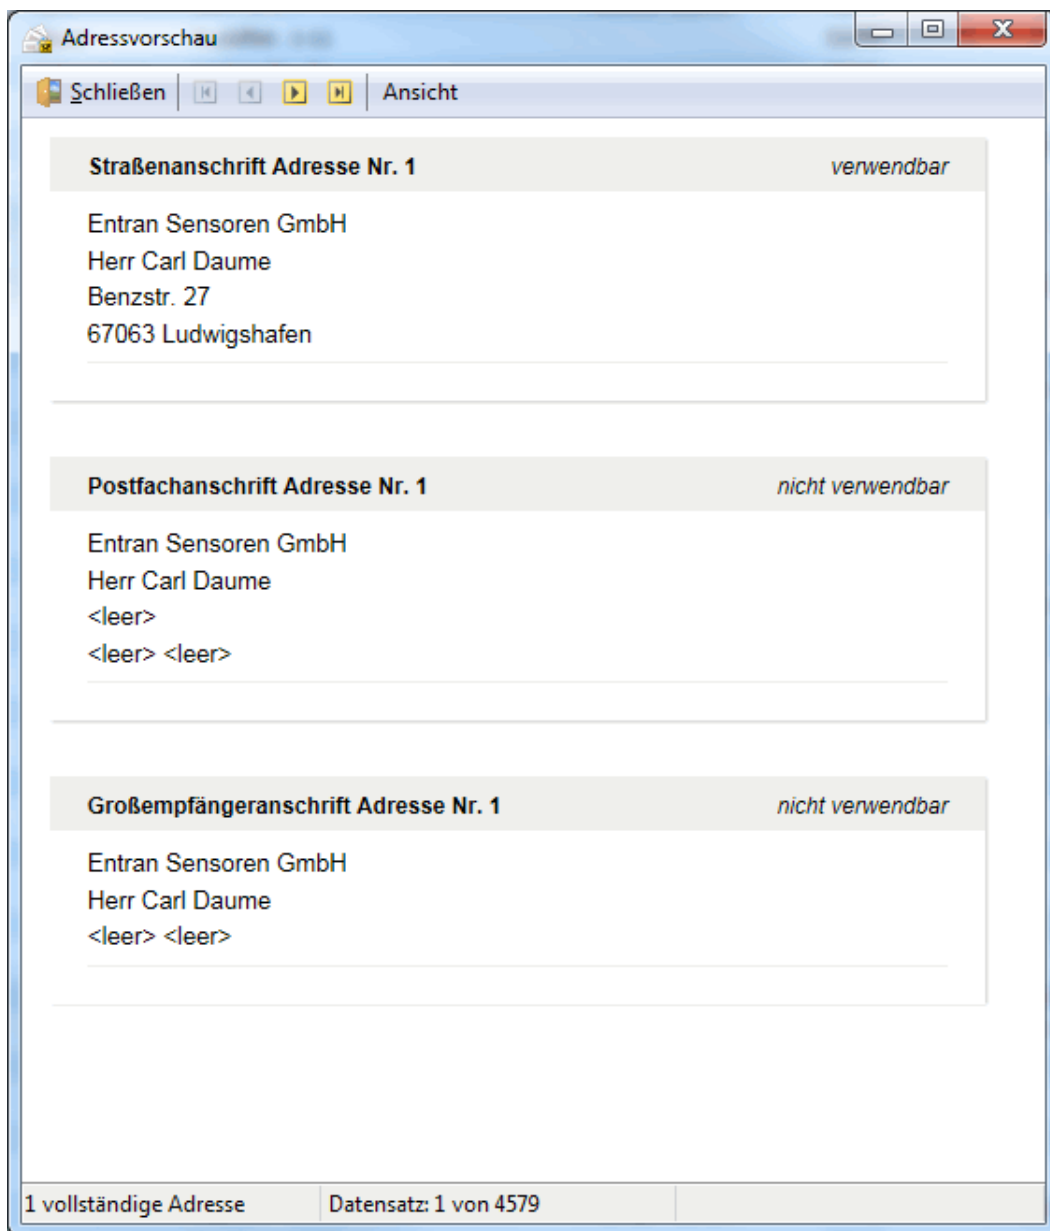 Adressvorschau
Schließen Ansicht
Straßenanschrift Adresse Nr. 1 verwendbar
Entran Sensoren GmbH
Herr Carl Daume
Benzstr. 27
67063 Ludwigshafen
Postfachanschrift Adresse Nr. 1 nicht verwendbar
Entran Sensoren GmbH
Herr Carl Daume
<leer>
<leer> <leer>
Großempfängeranschrift Adresse Nr. 1 nicht verwendbar
Entran Sensoren GmbH
Herr Carl Daume
<leer> <leer>
1 vollständige Adresse Datensatz: 1 von 4579